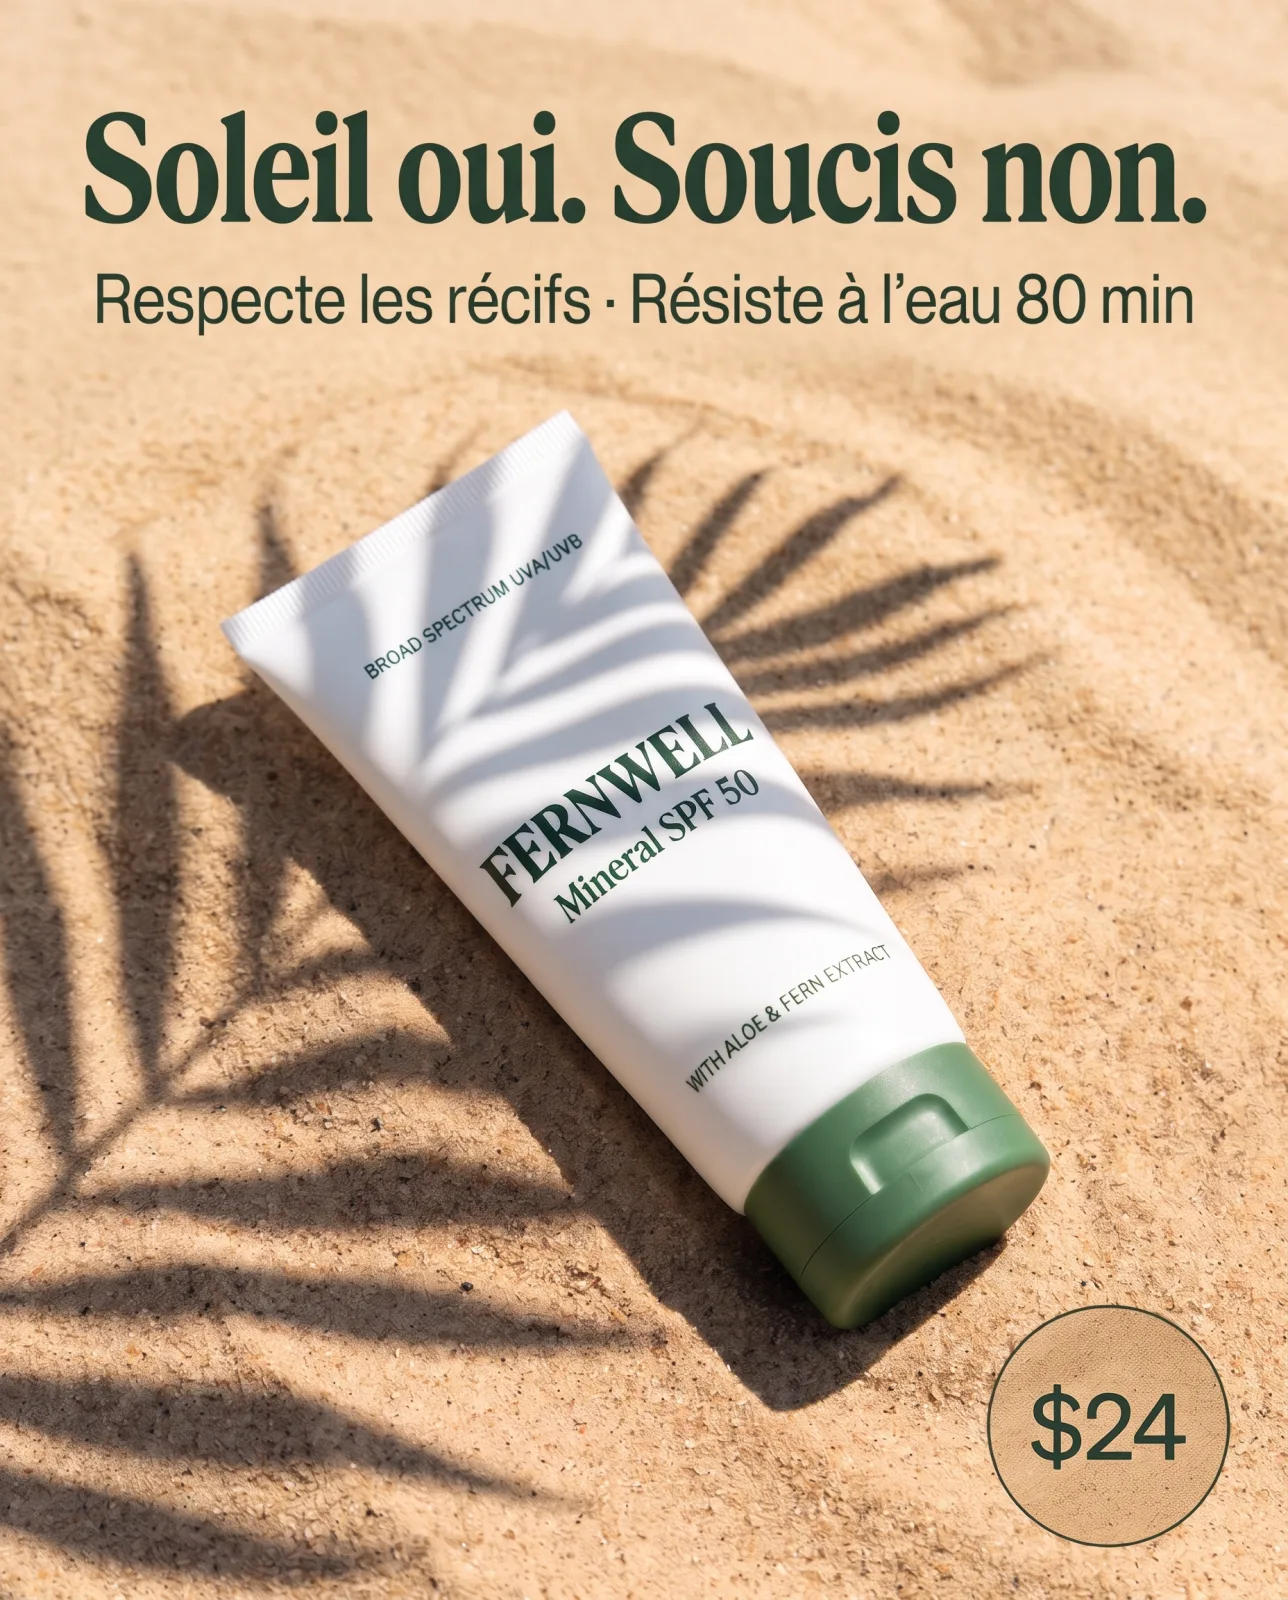 Soleil oui. Soucis non.
Respecte les récifs · Résiste à l’eau 80 min
BROAD SPECTRUM UVA/UVB
FERNWELL
Mineral SPF 50
WITH ALOE & FERN EXTRACT
$24